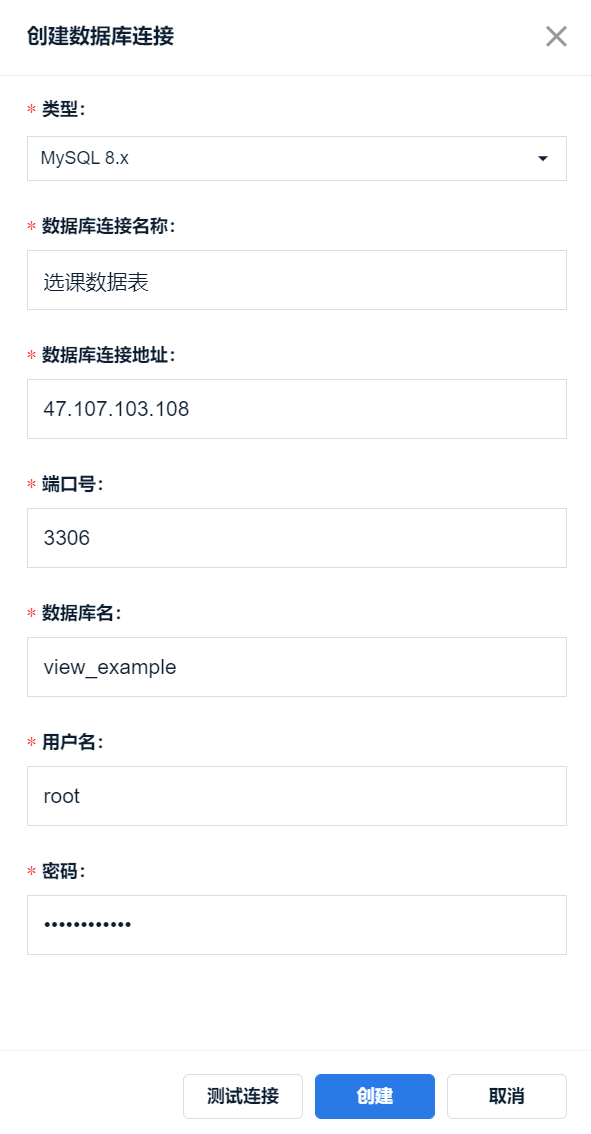 创建数据库连接
* 类型：
MySQL 8.x
* 数据库连接名称：
选课数据表
* 数据库连接地址：
47.107.103.108
* 端口号：
3306
* 数据库名：
view_example
* 用户名：
root
* 密码：
••••••••••••
测试连接 创建 取消